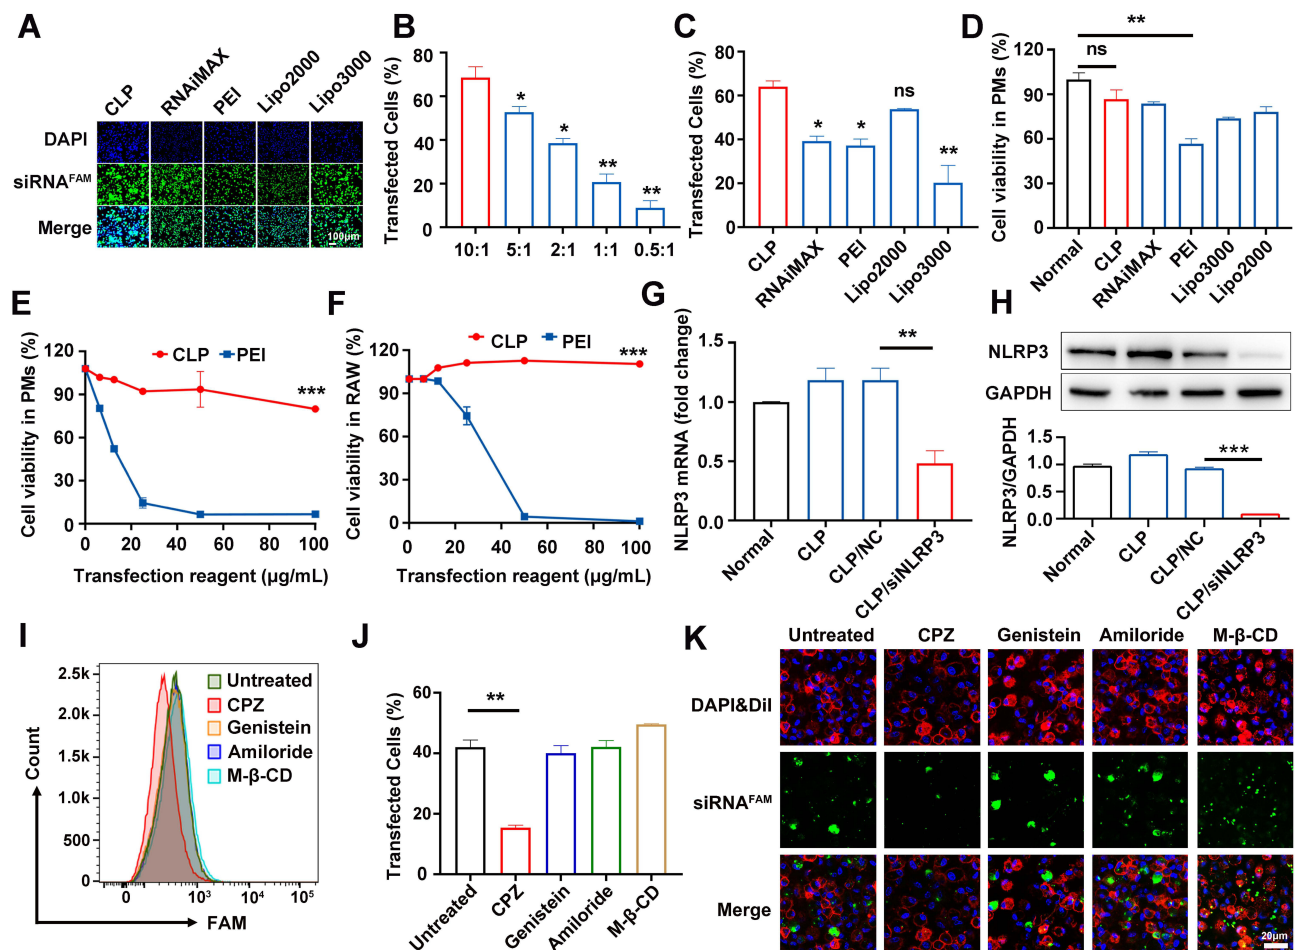 A
CLP
RNAiMAX
PEI
Lipo2000
Lipo3000
DAPI
siRNAFAM
Merge
100μm
B
Transfected Cells (%)
80
60
40
20
0
*
*
**
**
10:1
5:1
2:1
1:1
0.5:1
C
Transfected Cells (%)
80
60
40
20
0
*
*
ns
**
CLP
RNAiMAX
PEI
Lipo2000
Lipo3000
D
Cell viability in PMs (%)
120
90
60
30
0
**
ns
Normal
CLP
RNAiMAX
PEI
Lipo3000
Lipo2000
E
Cell viability in PMs (%)
120
90
60
30
0
CLP
PEI
***
0
20
40
60
80
100
Transfection reagent (μg/mL)
F
Cell viability in RAW (%)
120
90
60
30
0
CLP
PEI
***
0
20
40
60
80
100
Transfection reagent (μg/mL)
G
NLRP3 mRNA (fold change)
1.5
1.0
0.5
0.0
**
Normal
CLP
CLP/NC
CLP/siNLRP3
H
NLRP3
GAPDH
NLRP3/GAPDH
1.5
1.0
0.5
0.0
***
Normal
CLP
CLP/NC
CLP/siNLRP3
I
Count
2.5k
2.0k
1.5k
1.0k
500
0
Untreated
CPZ
Genistein
Amiloride
M-β-CD
0
10³
10⁴
10⁵
FAM
J
Transfected Cells (%)
60
40
20
0
**
Untreated
CPZ
Genistein
Amiloride
M-β-CD
K
Untreated
CPZ
Genistein
Amiloride
M-β-CD
DAPI&Dil
siRNAFAM
Merge
20μm